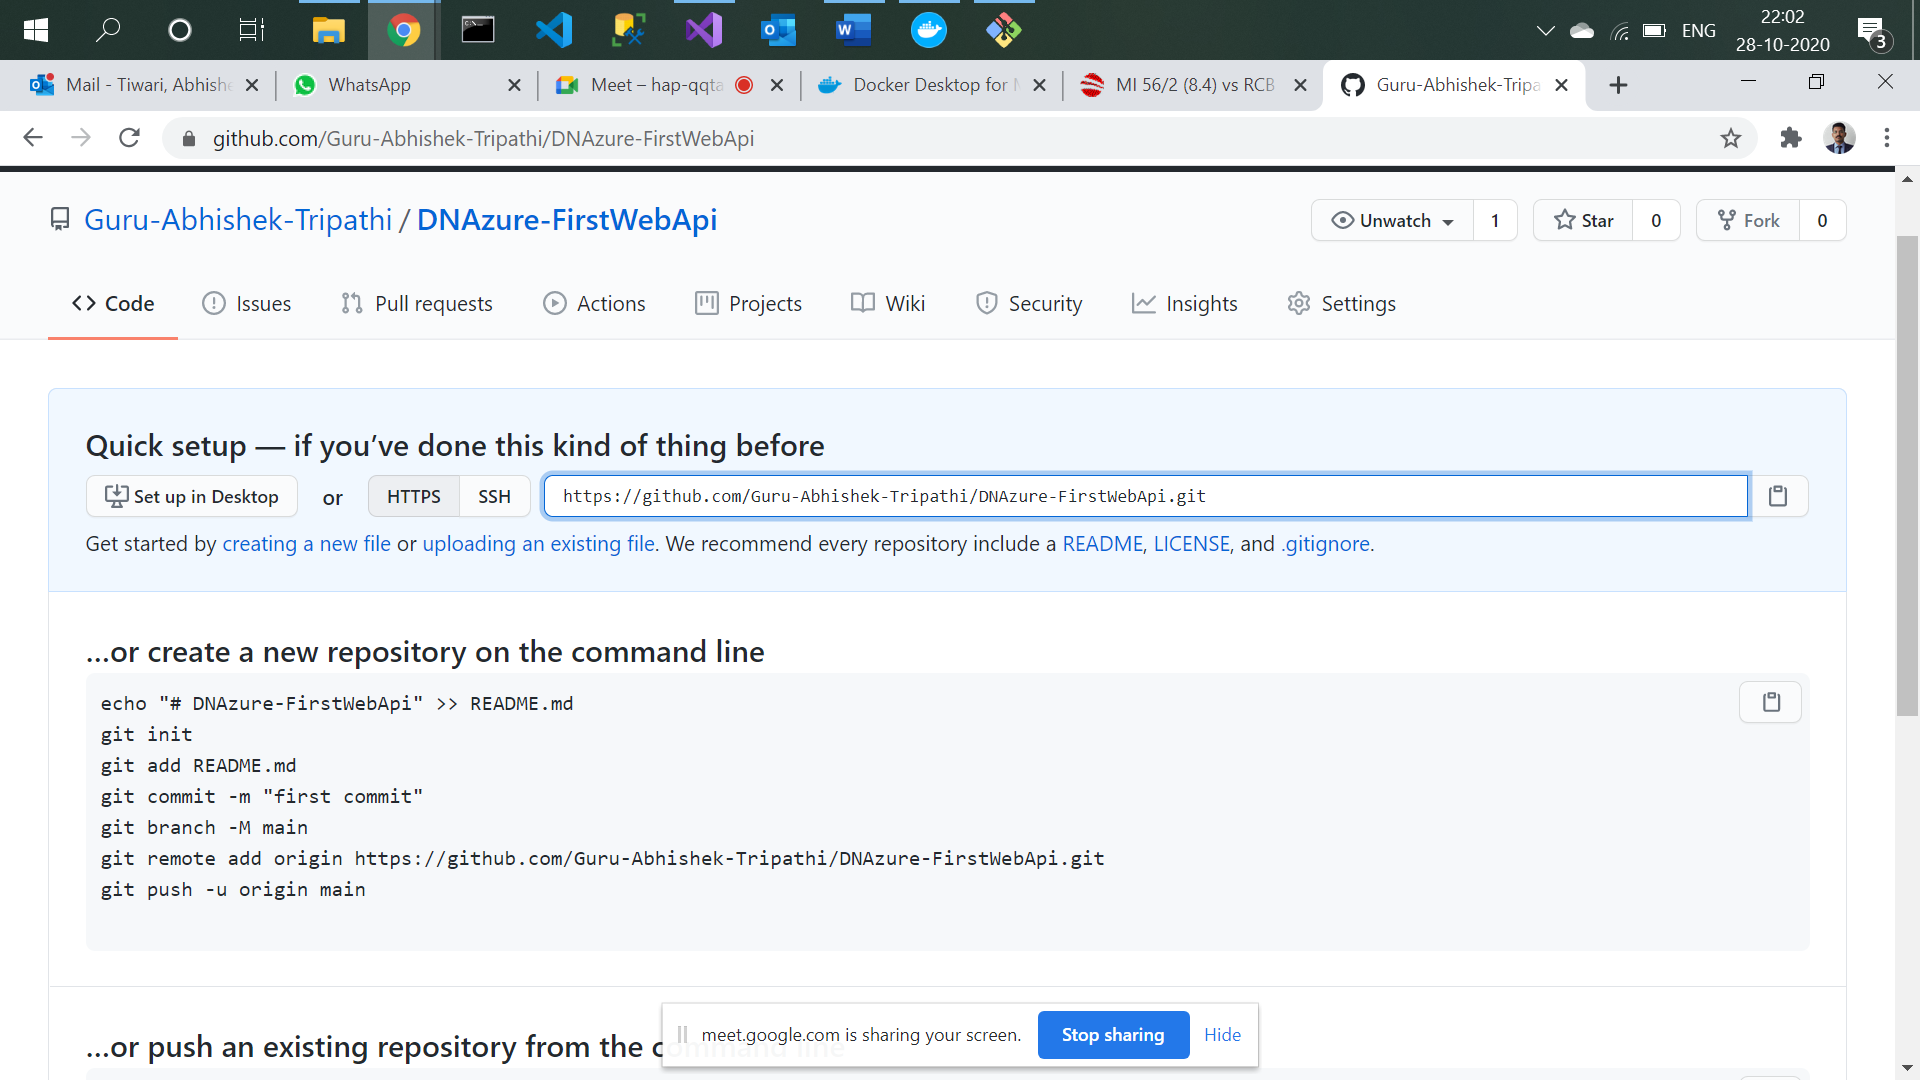 ENG
22:02
28-10-2020
3
Mail - Tiwari, Abhishe
WhatsApp
Meet – hap-qqta
Docker Desktop for M
MI 56/2 (8.4) vs RCB
Guru-Abhishek-Tripa
github.com/Guru-Abhishek-Tripathi/DNAzure-FirstWebApi
Guru-Abhishek-Tripathi / DNAzure-FirstWebApi
Unwatch 1
Star 0
Fork 0
Code
Issues
Pull requests
Actions
Projects
Wiki
Security
Insights
Settings
Quick setup — if you’ve done this kind of thing before
Set up in Desktop or HTTPS SSH https://github.com/Guru-Abhishek-Tripathi/DNAzure-FirstWebApi.git
Get started by creating a new file or uploading an existing file. We recommend every repository include a README, LICENSE, and .gitignore.
…or create a new repository on the command line
echo "# DNAzure-FirstWebApi" >> README.md
git init
git add README.md
git commit -m "first commit"
git branch -M main
git remote add origin https://github.com/Guru-Abhishek-Tripathi/DNAzure-FirstWebApi.git
git push -u origin main
…or push an existing repository from the command line
meet.google.com is sharing your screen. Stop sharing Hide